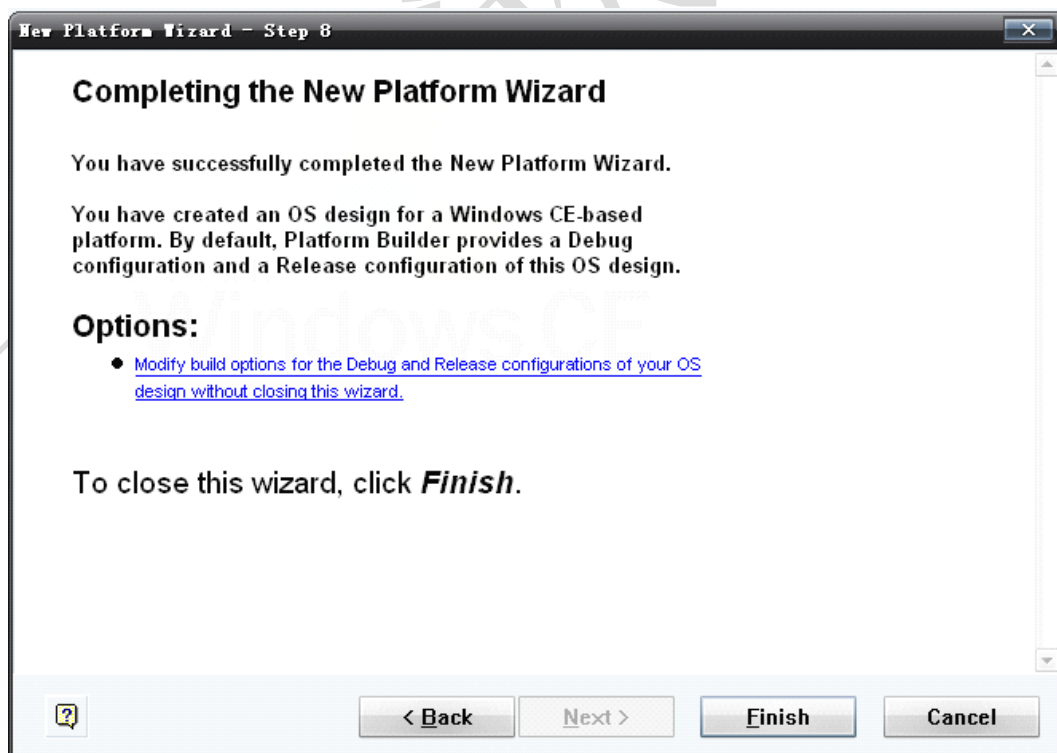 New Platform Wizard - Step 8
Completing the New Platform Wizard
You have successfully completed the New Platform Wizard.
You have created an OS design for a Windows CE-based
platform. By default, Platform Builder provides a Debug
configuration and a Release configuration of this OS design.
Windows CE
Options:
Modify build options for the Debug and Release configurations of your OS
design without closing this wizard.
To close this wizard, click Finish.
< Back Next > Finish Cancel